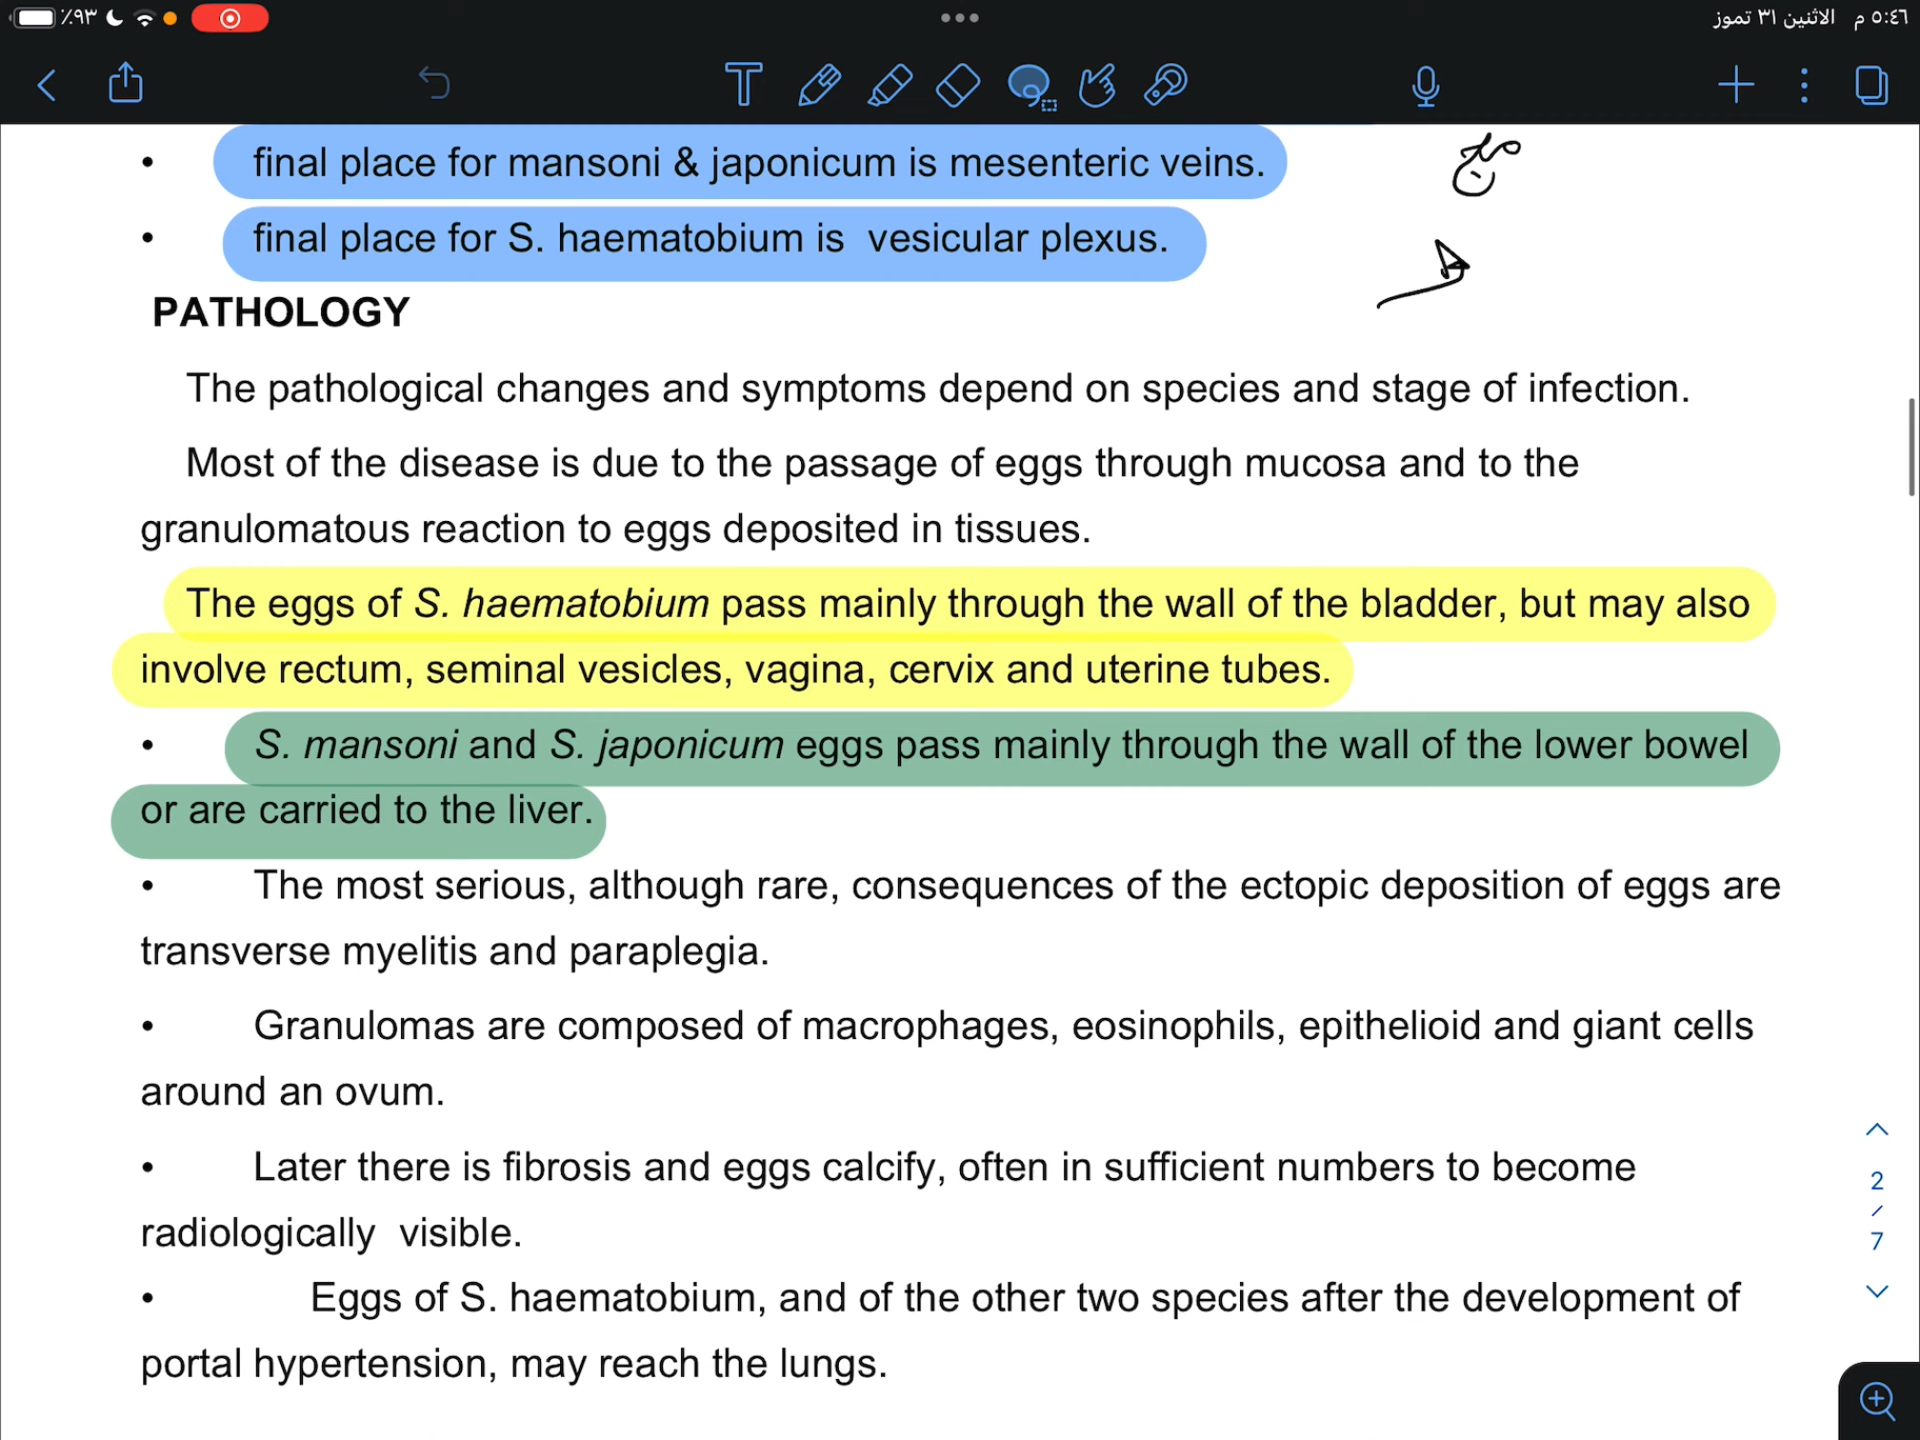 ٪٩٣
الاثنين ٣١ تموز ٥:٤٦ م
• final place for mansoni & japonicum is mesenteric veins.
• final place for S. haematobium is  vesicular plexus.
PATHOLOGY
The pathological changes and symptoms depend on species and stage of infection.
Most of the disease is due to the passage of eggs through mucosa and to the
granulomatous reaction to eggs deposited in tissues.
The eggs of S. haematobium pass mainly through the wall of the bladder, but may also
involve rectum, seminal vesicles, vagina, cervix and uterine tubes.
• S. mansoni and S. japonicum eggs pass mainly through the wall of the lower bowel
or are carried to the liver.
• The most serious, although rare, consequences of the ectopic deposition of eggs are
transverse myelitis and paraplegia.
• Granulomas are composed of macrophages, eosinophils, epithelioid and giant cells
around an ovum.
• Later there is fibrosis and eggs calcify, often in sufficient numbers to become
radiologically  visible.
• Eggs of S. haematobium, and of the other two species after the development of
portal hypertension, may reach the lungs.
2
/
7